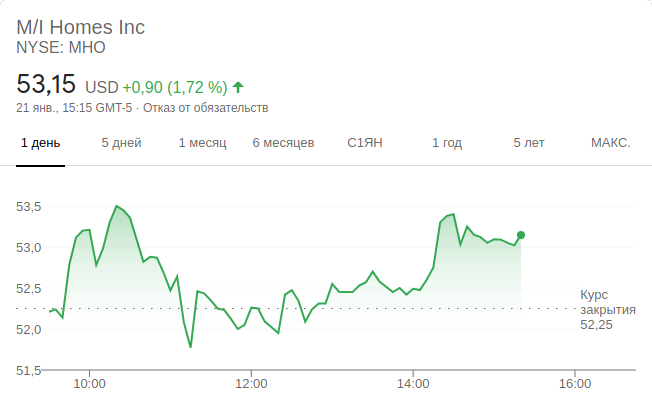 M/I Homes Inc
NYSE: MHO
53,15 USD +0,90 (1,72 %)
21 янв., 15:15 GMT-5 · Отказ от обязательств
1 день 5 дней 1 месяц 6 месяцев С1ЯН 1 год 5 лет МАКС.
53,5
53,0
52,5
Курс
закрытия
52,25
52,0
51,5
10:00 12:00 14:00 16:00